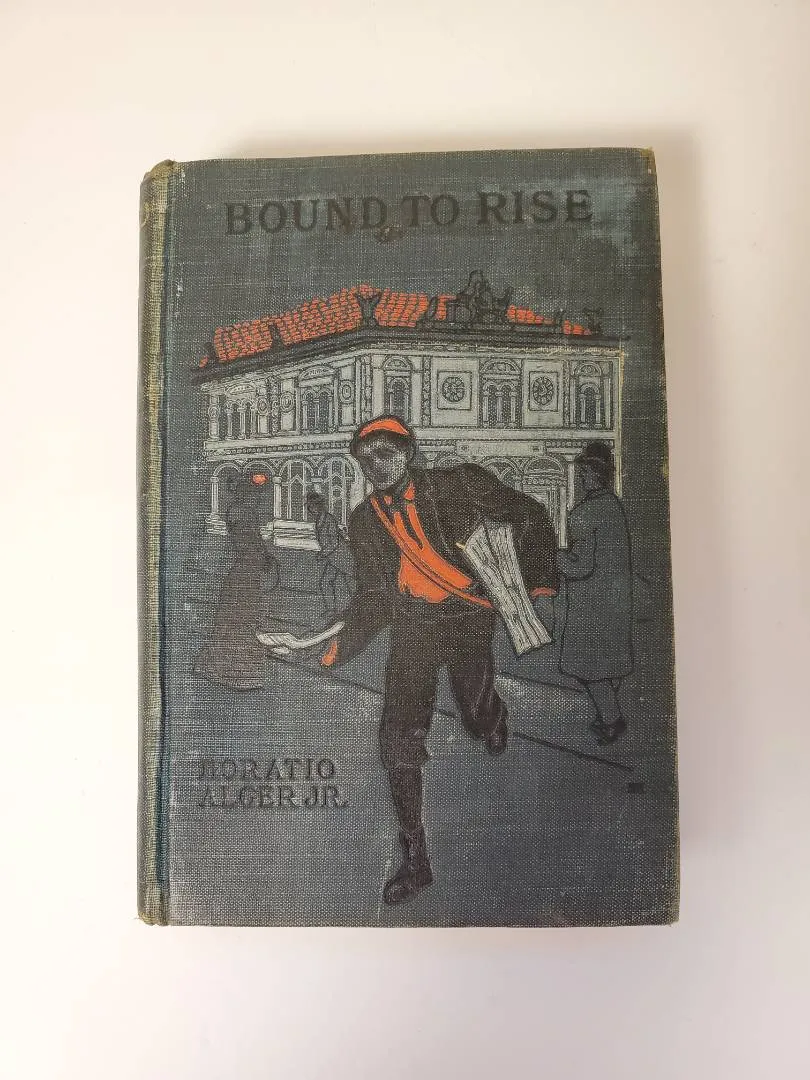 BOUND TO RISE
HORATIO
ALGER JR.